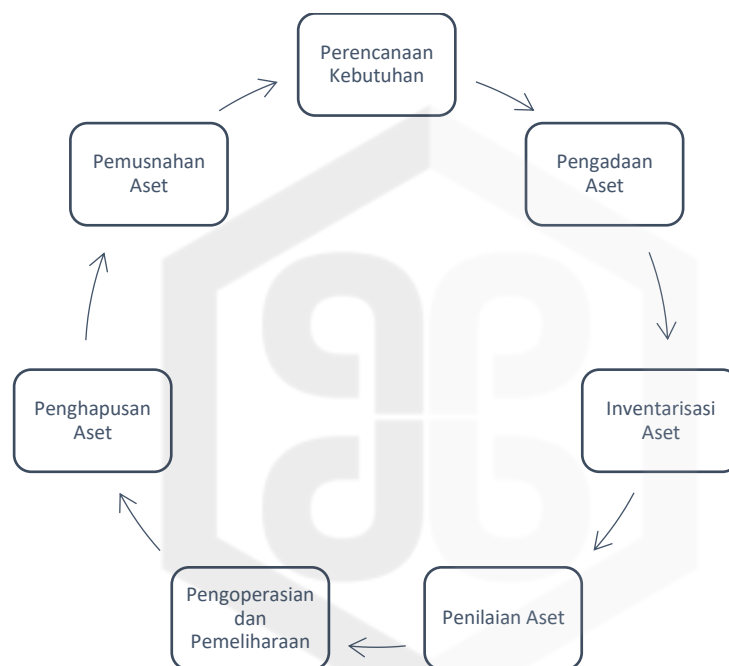 Perencanaan
Kebutuhan
Pengadaan
Aset
Inventarisasi
Aset
Penilaian Aset
Pengoperasian
dan
Pemeliharaan
Penghapusan
Aset
Pemusnahan
Aset